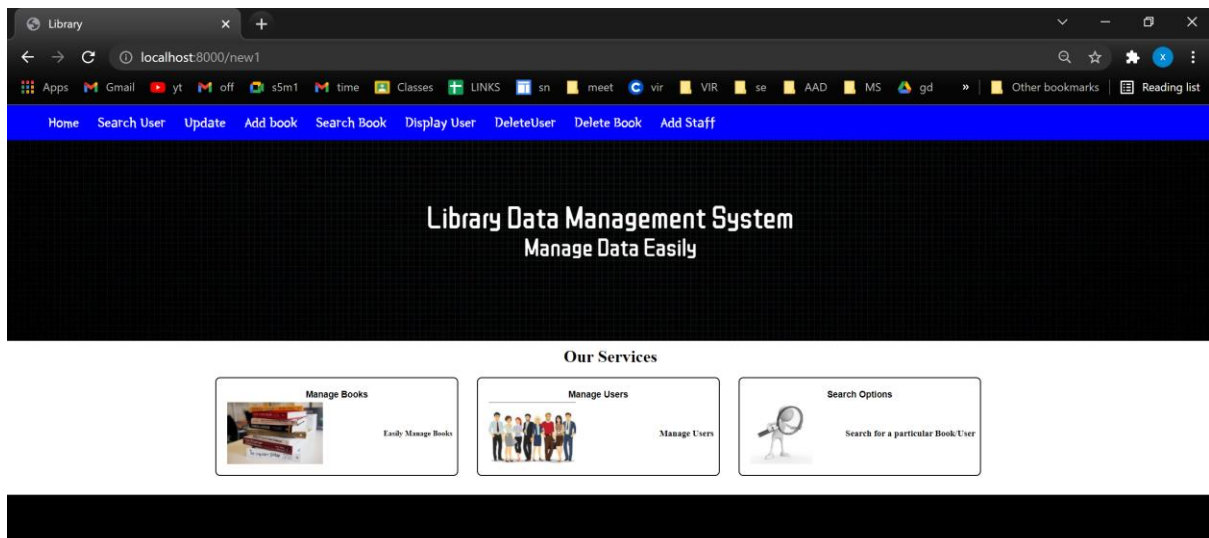 Library
localhost:8000/new1
Apps Gmail yt off s5m1 time Classes LINKS sn meet vir VIR se AAD MS gd » Other bookmarks Reading list
Home Search User Update Add book Search Book Display User DeleteUser Delete Book Add Staff
Library Data Management System
Manage Data Easily
Our Services
Manage Books
Easily Manage Books
Manage Users
Manage Users
Search Options
Search for a particular Book/User